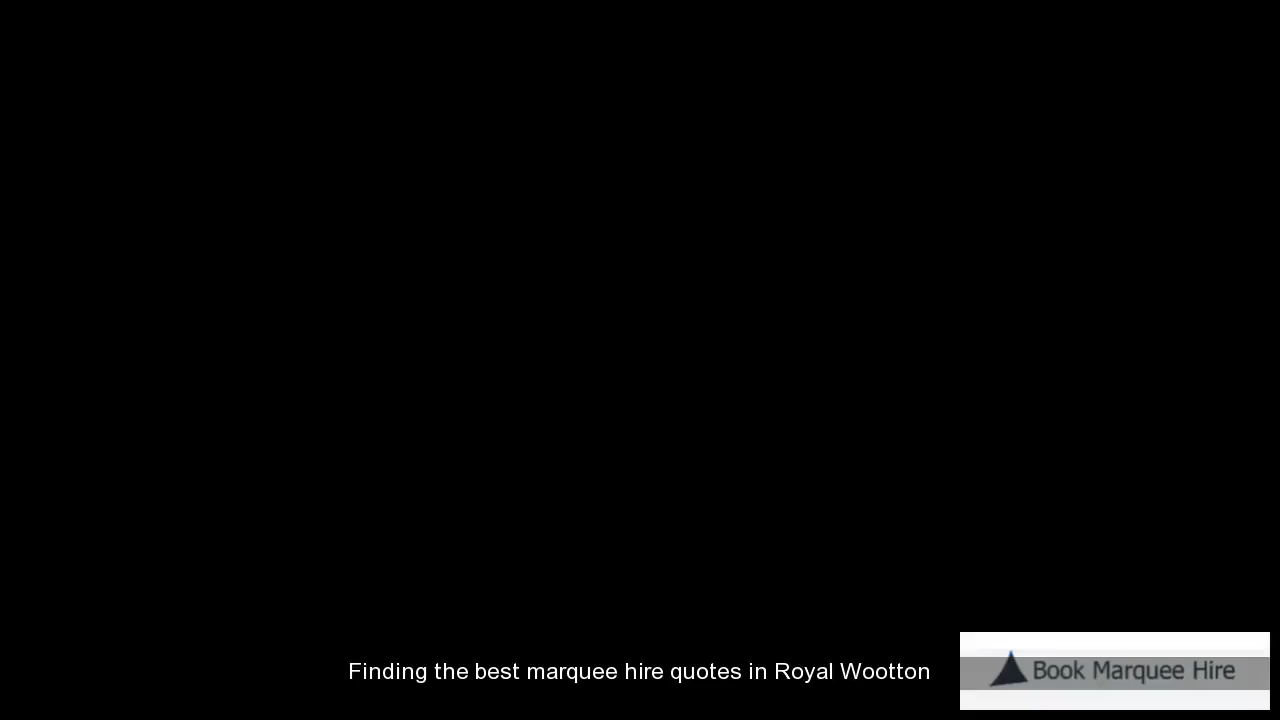 Finding the best marquee hire quotes in Royal Wootton
Book Marquee Hire